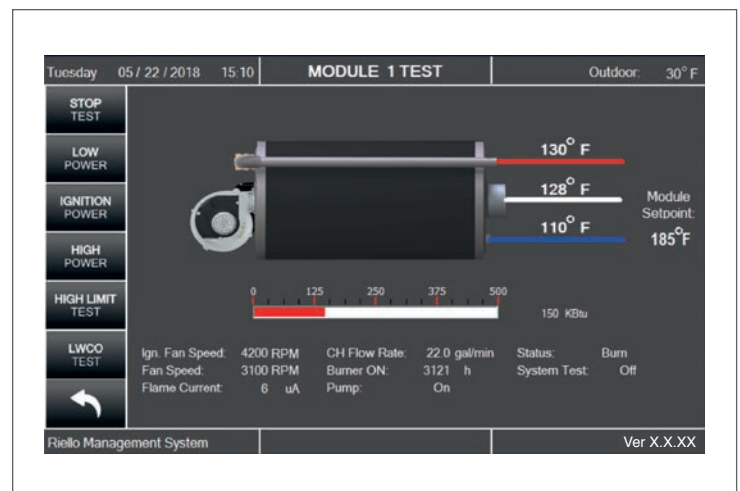 Tuesday 05 / 22 / 2018 15:10 MODULE 1 TEST Outdoor: 30°F
STOP
TEST
LOW
POWER
IGNITION
POWER
HIGH
POWER
HIGH LIMIT
TEST
LWCO
TEST
130° F
128° F
110° F
Module
Setpoint:
185°F
0 125 250 375 500
150 KBtu
Ign. Fan Speed: 4200 RPM CH Flow Rate: 22.0 gal/min Status: Burn
Fan Speed: 3100 RPM Burner ON: 3121 h System Test: Off
Flame Current: 6 uA Pump: On
Riello Management System Ver X.X.XX